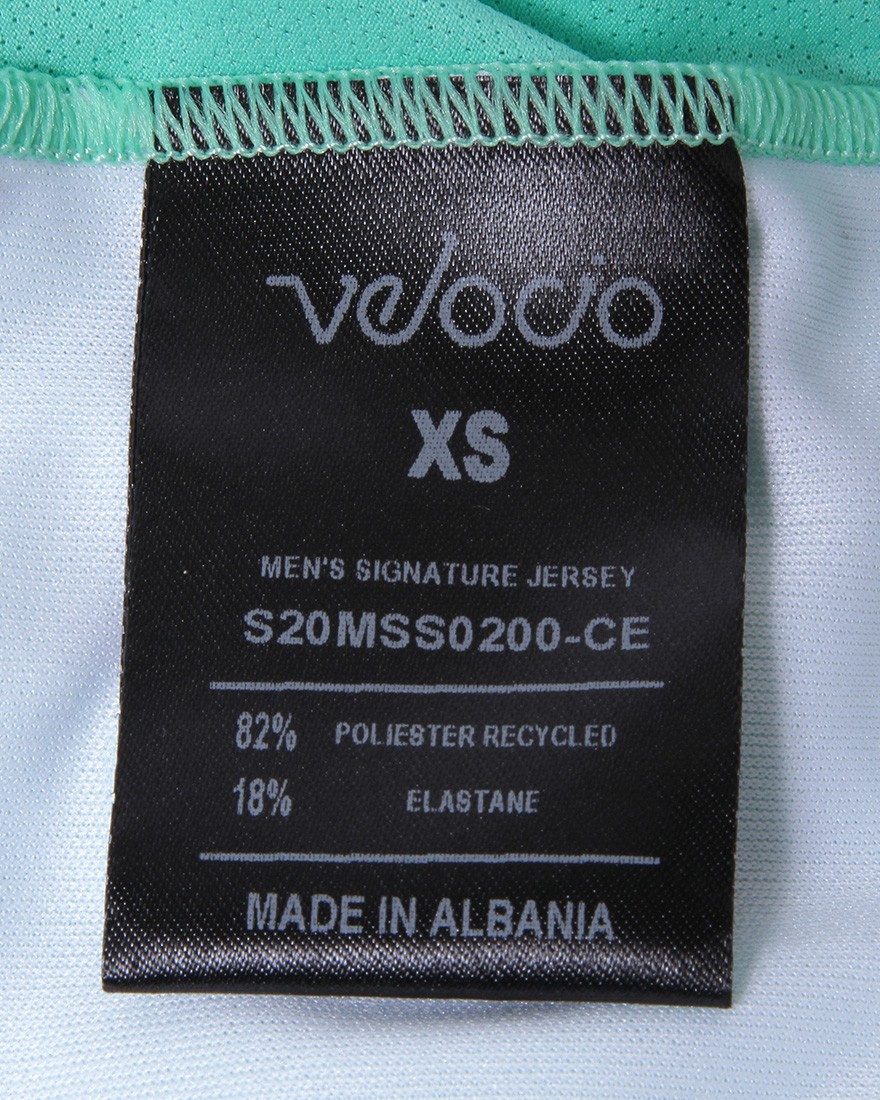 velocio
XS
MEN'S SIGNATURE JERSEY
S20MSS0200-CE
82% POLIESTER RECYCLED
18% ELASTANE
MADE IN ALBANIA